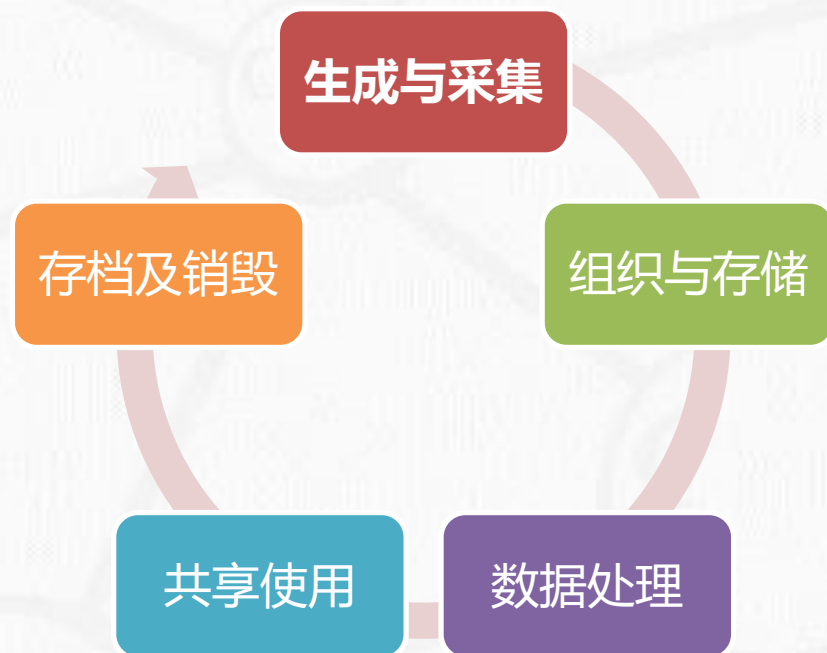 生成与采集
存档及销毁
组织与存储
共享使用
数据处理